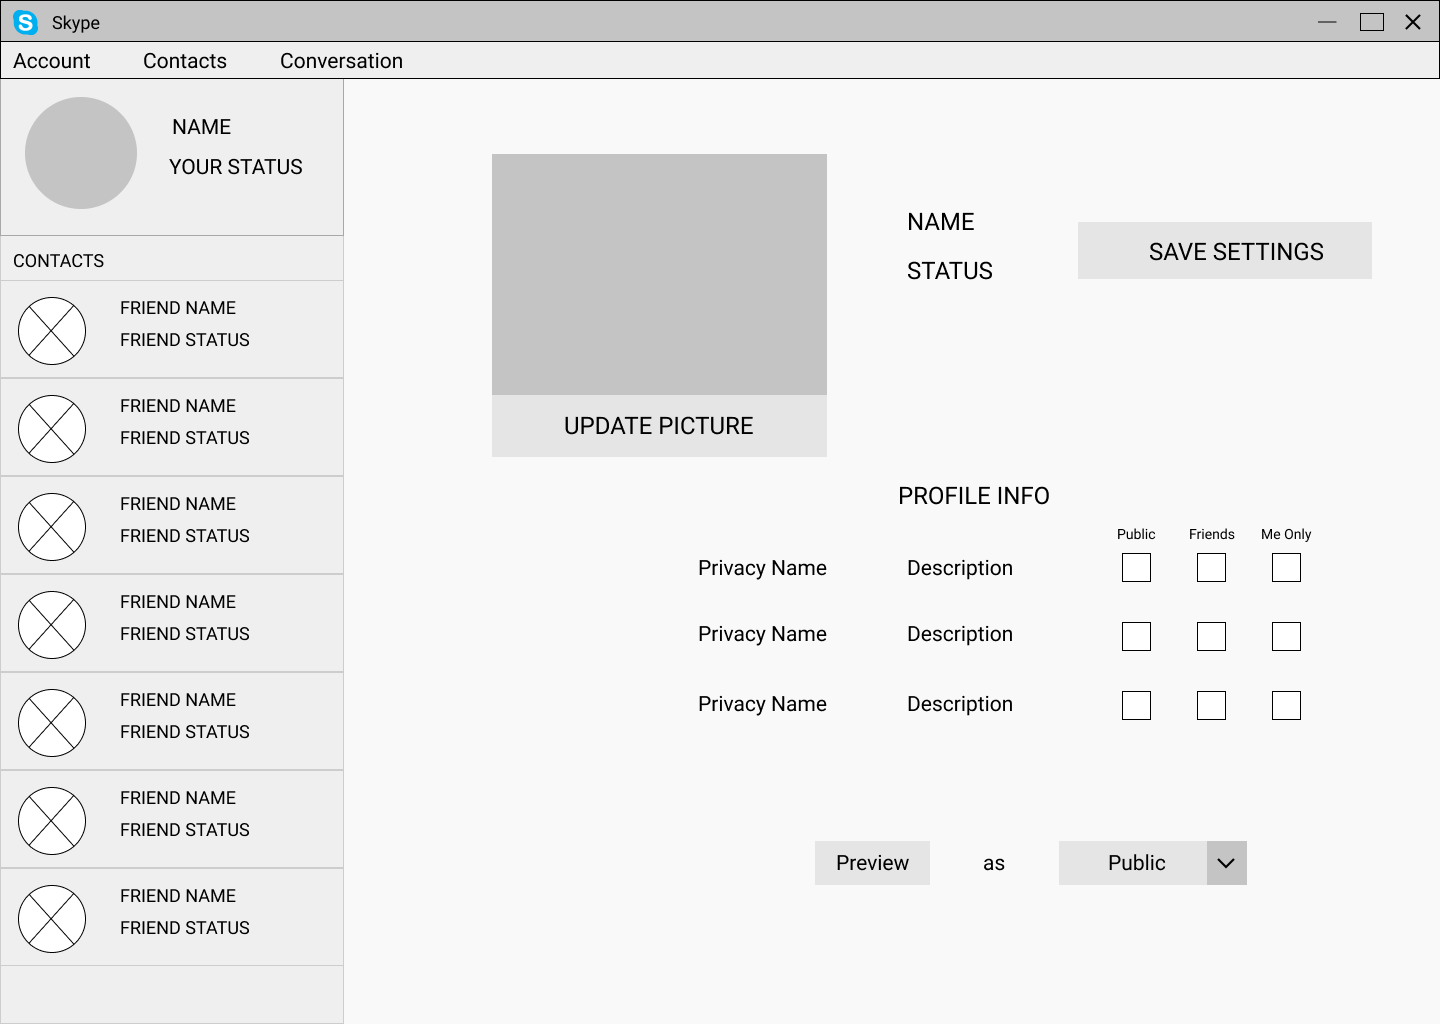 Skype
Account Contacts Conversation
NAME
YOUR STATUS
CONTACTS
FRIEND NAME
FRIEND STATUS
FRIEND NAME
FRIEND STATUS
FRIEND NAME
FRIEND STATUS
FRIEND NAME
FRIEND STATUS
FRIEND NAME
FRIEND STATUS
FRIEND NAME
FRIEND STATUS
FRIEND NAME
FRIEND STATUS
UPDATE PICTURE
NAME
STATUS
SAVE SETTINGS
PROFILE INFO
Public Friends Me Only
Privacy Name Description
Privacy Name Description
Privacy Name Description
Preview as Public